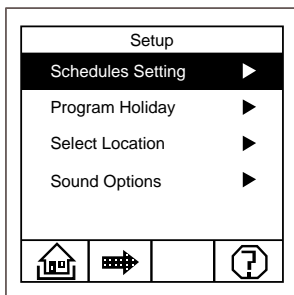 Setup
Schedules Setting
Program Holiday
Select Location
Sound Options
?